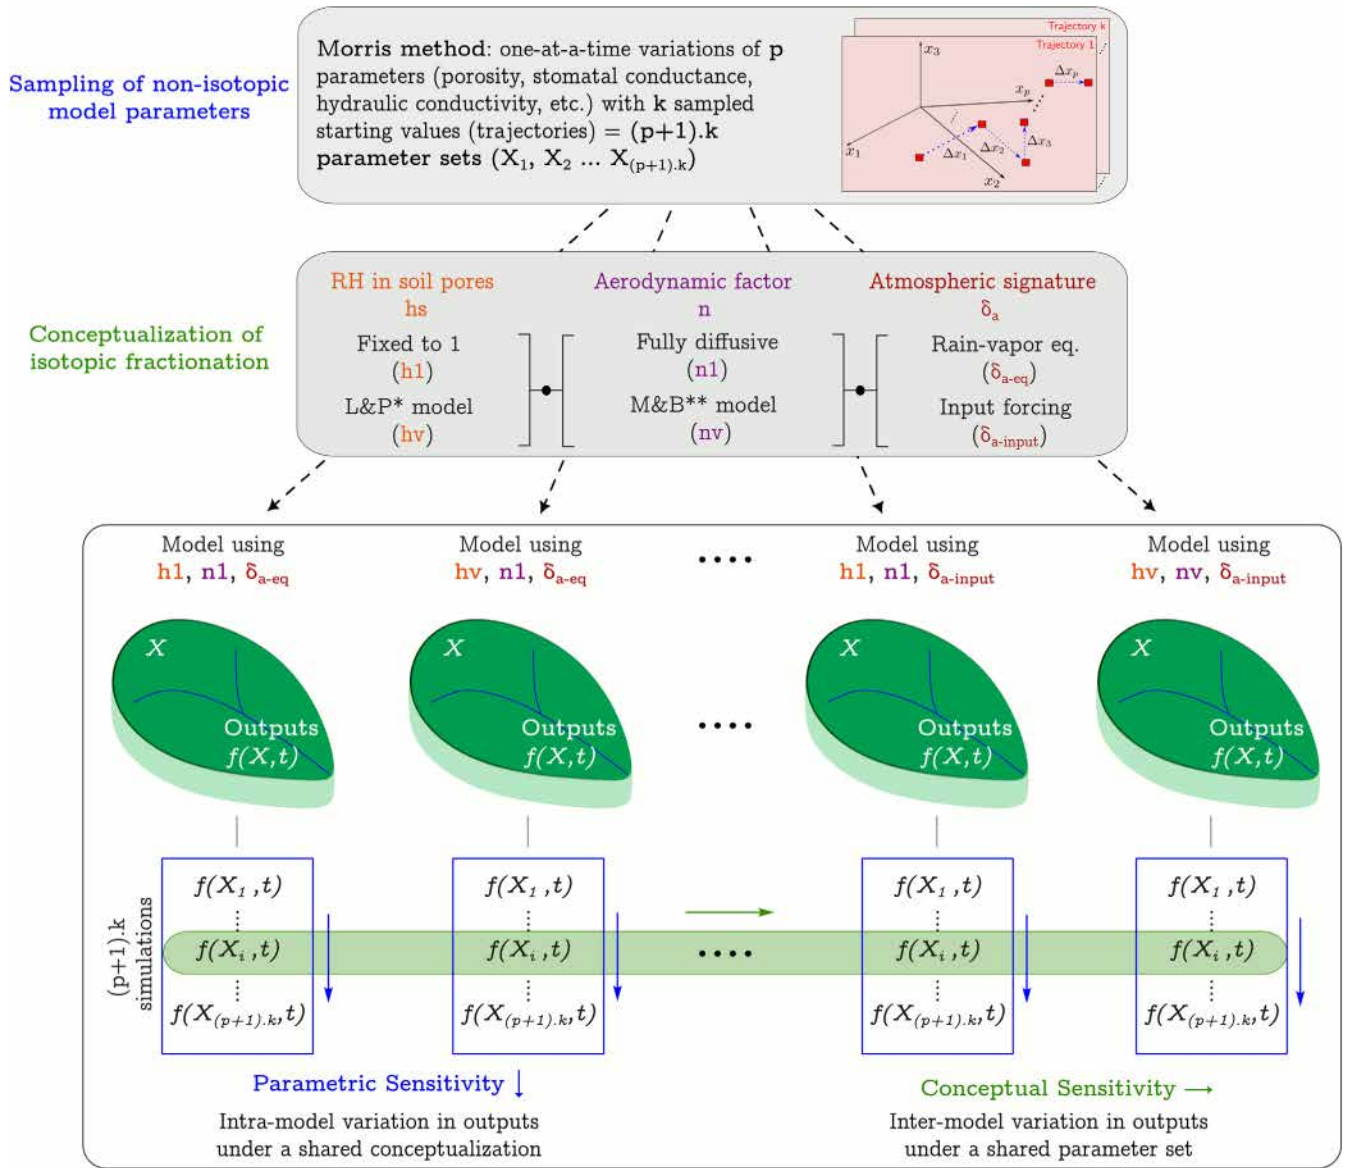 Sampling of non-isotopic
model parameters
Morris method: one-at-a-time variations of p
parameters (porosity, stomatal conductance,
hydraulic conductivity, etc.) with k sampled
starting values (trajectories) = (p+1).k
parameter sets (X1, X2 ... X(p+1).k)
Trajectory k
Trajectory 1
x3
Δxp
xp
x1
Δx1
Δx2
Δx3
x2
Conceptualization of
isotopic fractionation
RH in soil pores
hs
Fixed to 1
(h1)
L&P* model
(hv)
Aerodynamic factor
n
Fully diffusive
(n1)
M&B** model
(nv)
Atmospheric signature
δa
Rain-vapor eq.
(δa-eq)
Input forcing
(δa-input)
Model using
h1, n1, δa-eq
Model using
hv, n1, δa-eq
....
Model using
h1, n1, δa-input
Model using
hv, nv, δa-input
X
Outputs
f(X,t)
X
Outputs
f(X,t)
....
X
Outputs
f(X,t)
X
Outputs
f(X,t)
(p+1).k
simulations
f(X1,t)
f(Xi,t)
f(X(p+1).k,t)
f(X1,t)
f(Xi,t)
f(X(p+1).k,t)
....
f(X1,t)
f(Xi,t)
f(X(p+1).k,t)
f(X1,t)
f(Xi,t)
f(X(p+1).k,t)
Parametric Sensitivity ↓
Intra-model variation in outputs
under a shared conceptualization
Conceptual Sensitivity →
Inter-model variation in outputs
under a shared parameter set